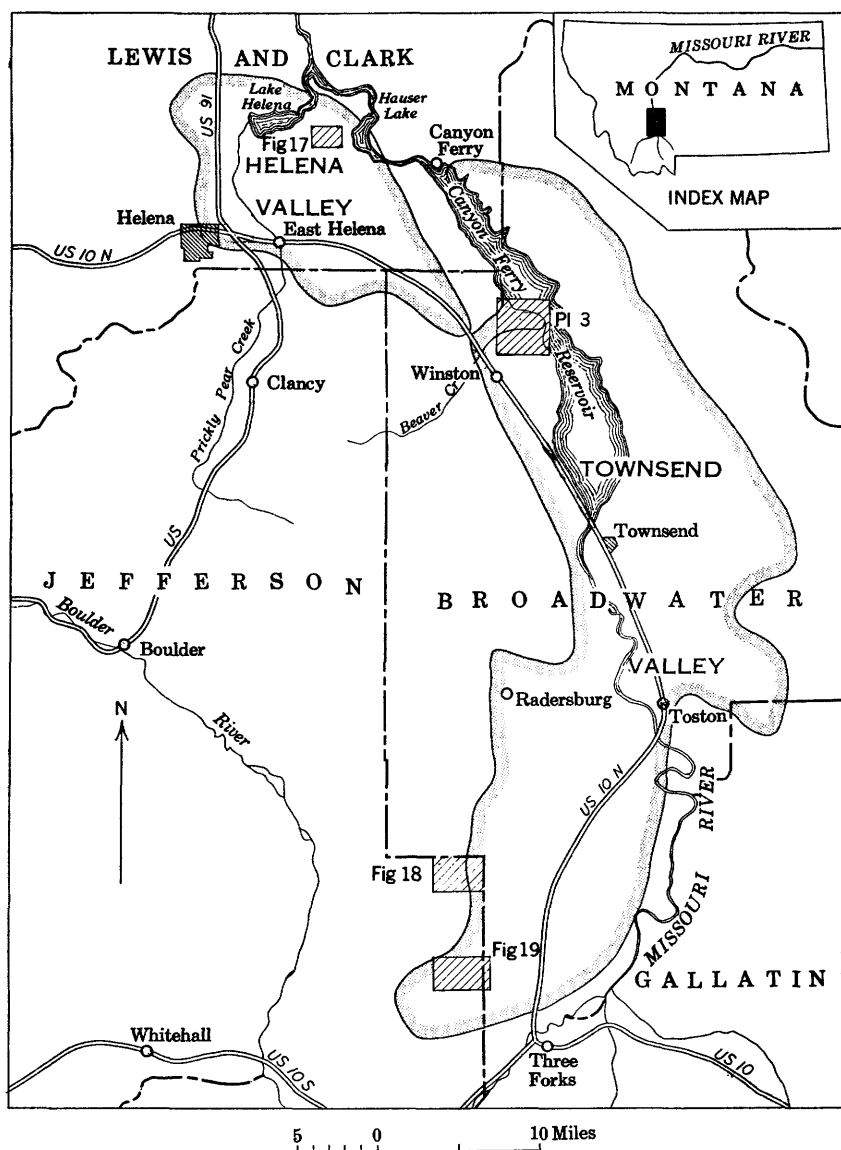 LEWIS AND CLARK
MISSOURI RIVER
MONTANA
INDEX MAP
US 91
Lake Helena
Hauser Lake
Fig 17
HELENA
VALLEY
Canyon Ferry
Canyon Ferry
Reservoir
Helena
East Helena
US 10 N
Pl 3
Prickly Pear Creek
Clancy
Winston
Beaver Cr
TOWNSEND
VALLEY
Townsend
US
JEFFERSON
BROADWATER
Boulder
River
Boulder
Radersburg
Toston
N
US 10 N
MISSOURI
RIVER
Fig 18
Fig 19
GALLATIN
Whitehall
US 10 S
Three Forks
US 10
5 0 10 Miles